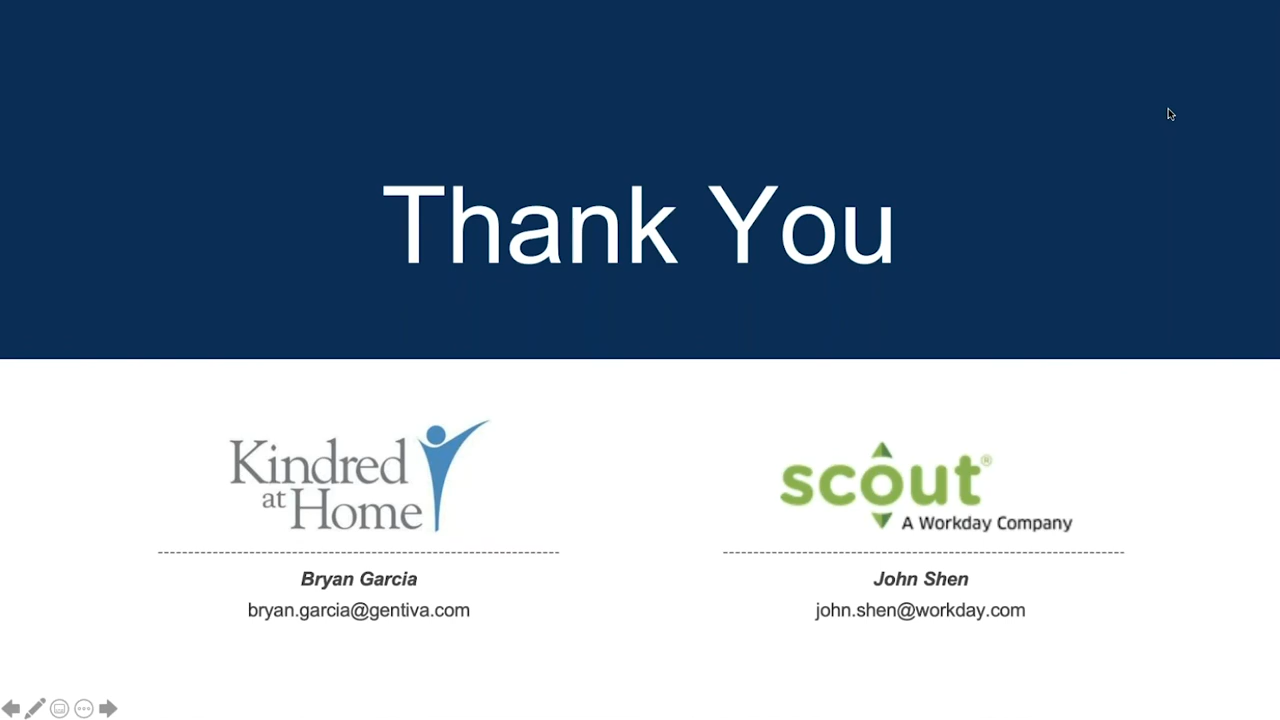 Thank You
Kindred
at Home
scout®
A Workday Company
Bryan Garcia
bryan.garcia@gentiva.com
John Shen
john.shen@workday.com